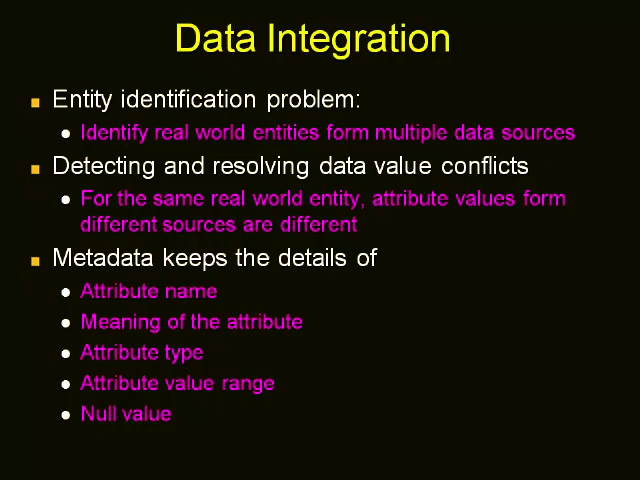 Data Integration
Entity identification problem:
Identify real world entities form multiple data sources
Detecting and resolving data value conflicts
For the same real world entity, attribute values form
different sources are different
Metadata keeps the details of
Attribute name
Meaning of the attribute
Attribute type
Attribute value range
Null value